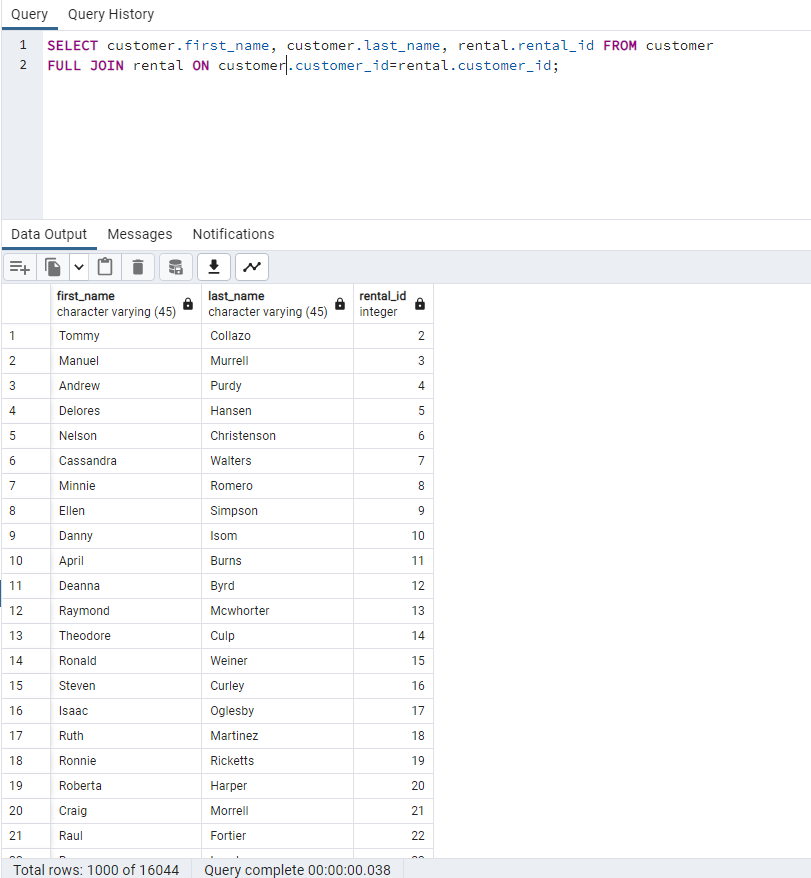 Query Query History
1 SELECT customer.first_name, customer.last_name, rental.rental_id FROM customer
2 FULL JOIN rental ON customer.customer_id=rental.customer_id;
Data Output Messages Notifications
first_name last_name rental_id
character varying (45) character varying (45) integer
1 Tommy Collazo 2
2 Manuel Murrell 3
3 Andrew Purdy 4
4 Delores Hansen 5
5 Nelson Christenson 6
6 Cassandra Walters 7
7 Minnie Romero 8
8 Ellen Simpson 9
9 Danny Isom 10
10 April Burns 11
11 Deanna Byrd 12
12 Raymond Mcwhorter 13
13 Theodore Culp 14
14 Ronald Weiner 15
15 Steven Curley 16
16 Isaac Oglesby 17
17 Ruth Martinez 18
18 Ronnie Ricketts 19
19 Roberta Harper 20
20 Craig Morrell 21
21 Raul Fortier 22
Total rows: 1000 of 16044 Query complete 00:00:00.038